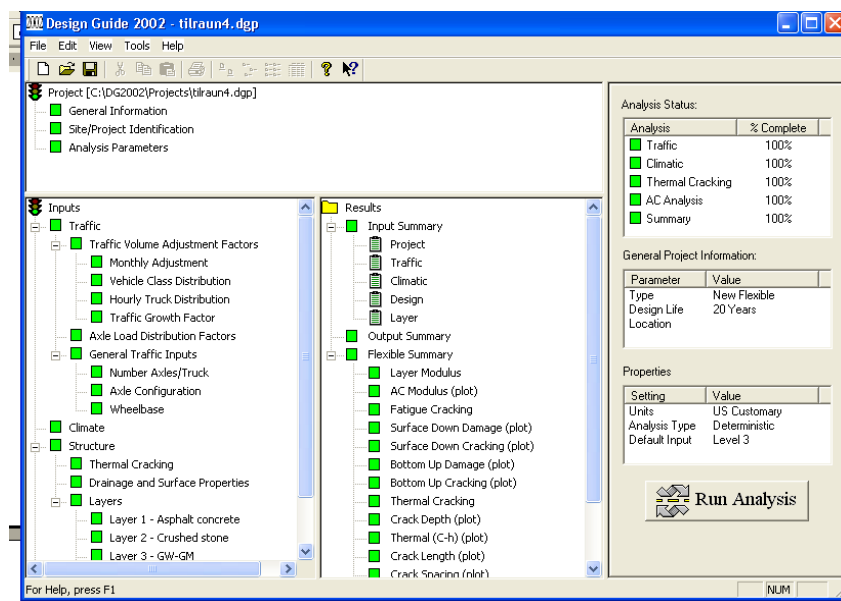 Design Guide 2002 - tilraun4.dgp
File Edit View Tools Help
Project [C:\DG2002\Projects\tilraun4.dgp]
General Information
Site/Project Identification
Analysis Parameters
Inputs
Traffic
Traffic Volume Adjustment Factors
Monthly Adjustment
Vehicle Class Distribution
Hourly Truck Distribution
Traffic Growth Factor
Axle Load Distribution Factors
General Traffic Inputs
Number Axles/Truck
Axle Configuration
Wheelbase
Climate
Structure
Thermal Cracking
Drainage and Surface Properties
Layers
Layer 1 - Asphalt concrete
Layer 2 - Crushed stone
Layer 3 - GW-GM
Results
Input Summary
Project
Traffic
Climatic
Design
Layer
Output Summary
Flexible Summary
Layer Modulus
AC Modulus (plot)
Fatigue Cracking
Surface Down Damage (plot)
Surface Down Cracking (plot)
Bottom Up Damage (plot)
Bottom Up Cracking (plot)
Thermal Cracking
Crack Depth (plot)
Thermal (C-h) (plot)
Crack Length (plot)
Crack Spacing (plot)
Analysis Status:
Analysis % Complete
Traffic 100%
Climatic 100%
Thermal Cracking 100%
AC Analysis 100%
Summary 100%
General Project Information:
Parameter Value
Type New Flexible
Design Life 20 Years
Location
Properties
Setting Value
Units US Customary
Analysis Type Deterministic
Default Input Level 3
Run Analysis
For Help, press F1
NUM